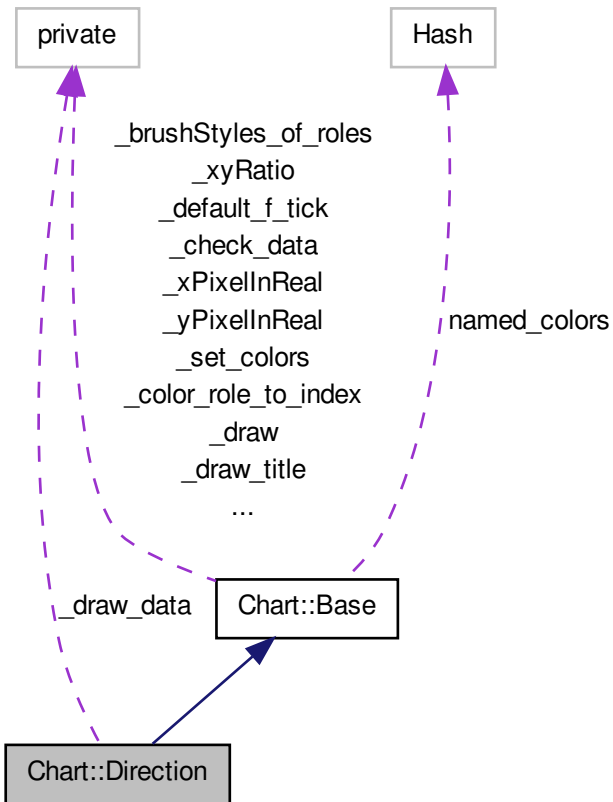 private
Hash
_brushStyles_of_roles
_xyRatio
_default_f_tick
_check_data
_xPixelInReal
_yPixelInReal
named_colors
_set_colors
_color_role_to_index
_draw
_draw_title
...
_draw_data
Chart::Base
Chart::Direction